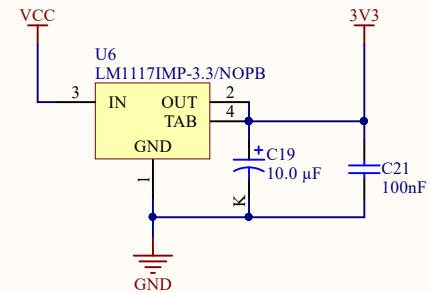 VCC
3V3
U6
LM1117IMP-3.3/NOPB
3 IN OUT 2
TAB 4
GND
1
+ C19
10.0 µF
K
C21
100nF
GND